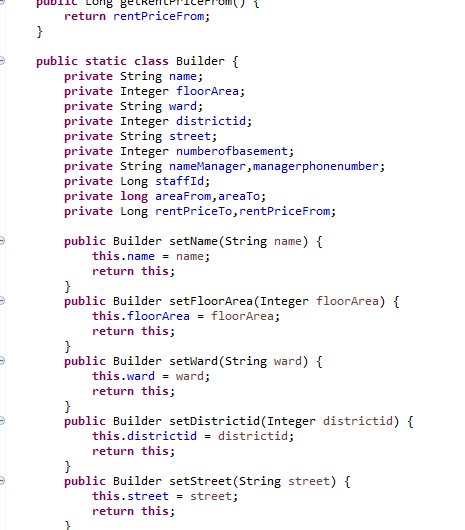 public Long getRentPriceFrom() {
return rentPriceFrom;
}
public static class Builder {
private String name;
private Integer floorArea;
private String ward;
private Integer districtid;
private String street;
private Integer numberofbasement;
private String nameManager,managerphonenumber;
private Long staffId;
private long areaFrom,areaTo;
private Long rentPriceTo,rentPriceFrom;
public Builder setName(String name) {
this.name = name;
return this;
}
public Builder setFloorArea(Integer floorArea) {
this.floorArea = floorArea;
return this;
}
public Builder setWard(String ward) {
this.ward = ward;
return this;
}
public Builder setDistrictid(Integer districtid) {
this.districtid = districtid;
return this;
}
public Builder setStreet(String street) {
this.street = street;
return this;
}